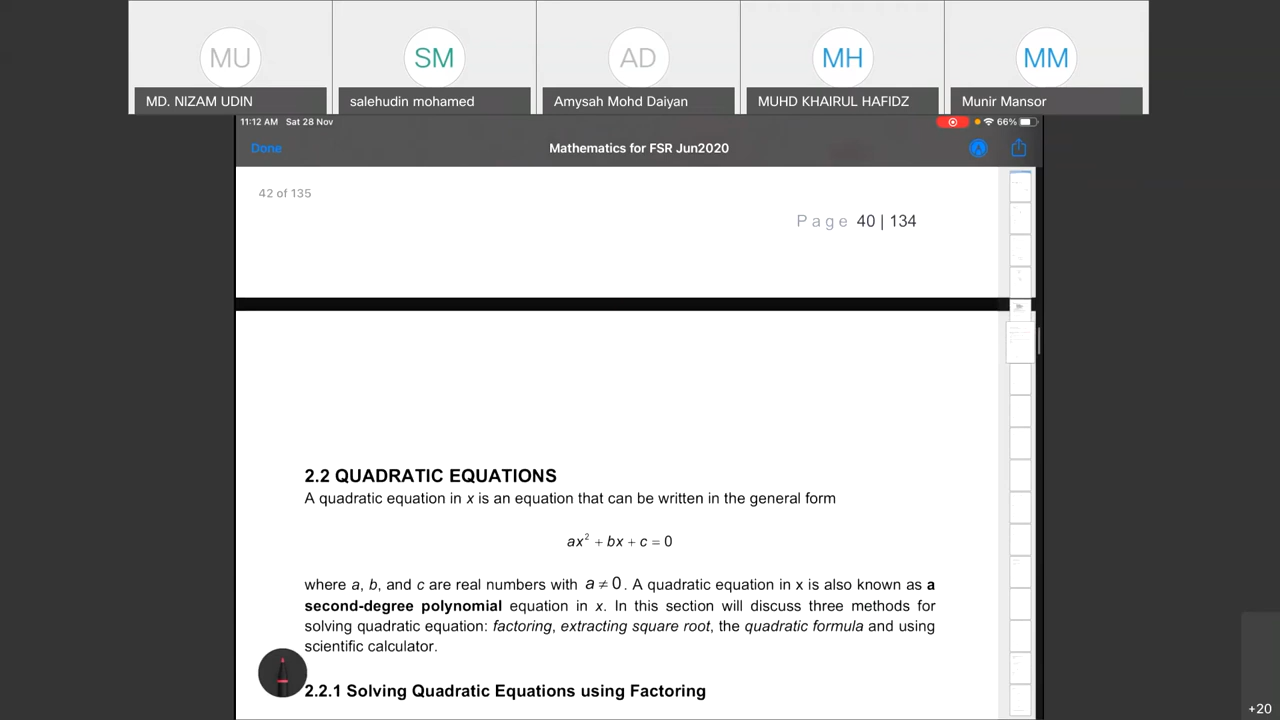 MU
SM
AD
MH
MM
MD. NIZAM UDIN
salehudin mohamed
Amysah Mohd Daiyan
MUHD KHAIRUL HAFIDZ
Munir Mansor
11:12 AM Sat 28 Nov
66%
Done
Mathematics for FSR Jun2020
42 of 135
Page 40 | 134
2.2 QUADRATIC EQUATIONS
A quadratic equation in x is an equation that can be written in the general form
ax² + bx + c = 0
where a, b, and c are real numbers with a ≠ 0. A quadratic equation in x is also known as a
second-degree polynomial equation in x. In this section will discuss three methods for
solving quadratic equation: factoring, extracting square root, the quadratic formula and using
scientific calculator.
2.2.1 Solving Quadratic Equations using Factoring
+20